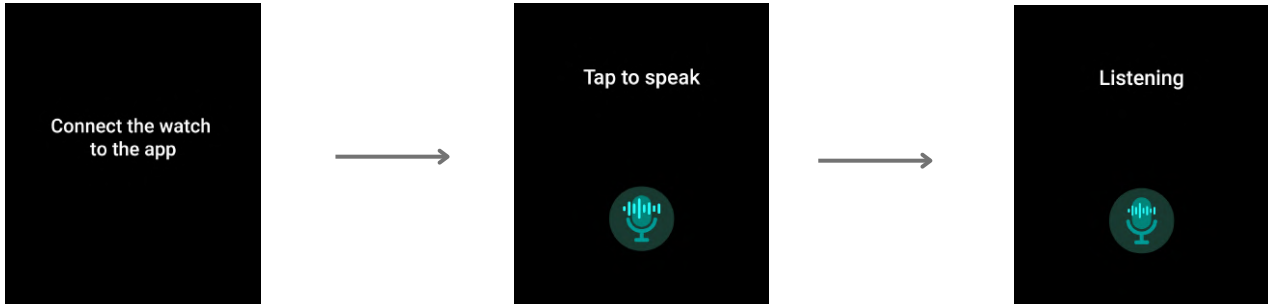 Connect the watch
to the app
Tap to speak
Listening